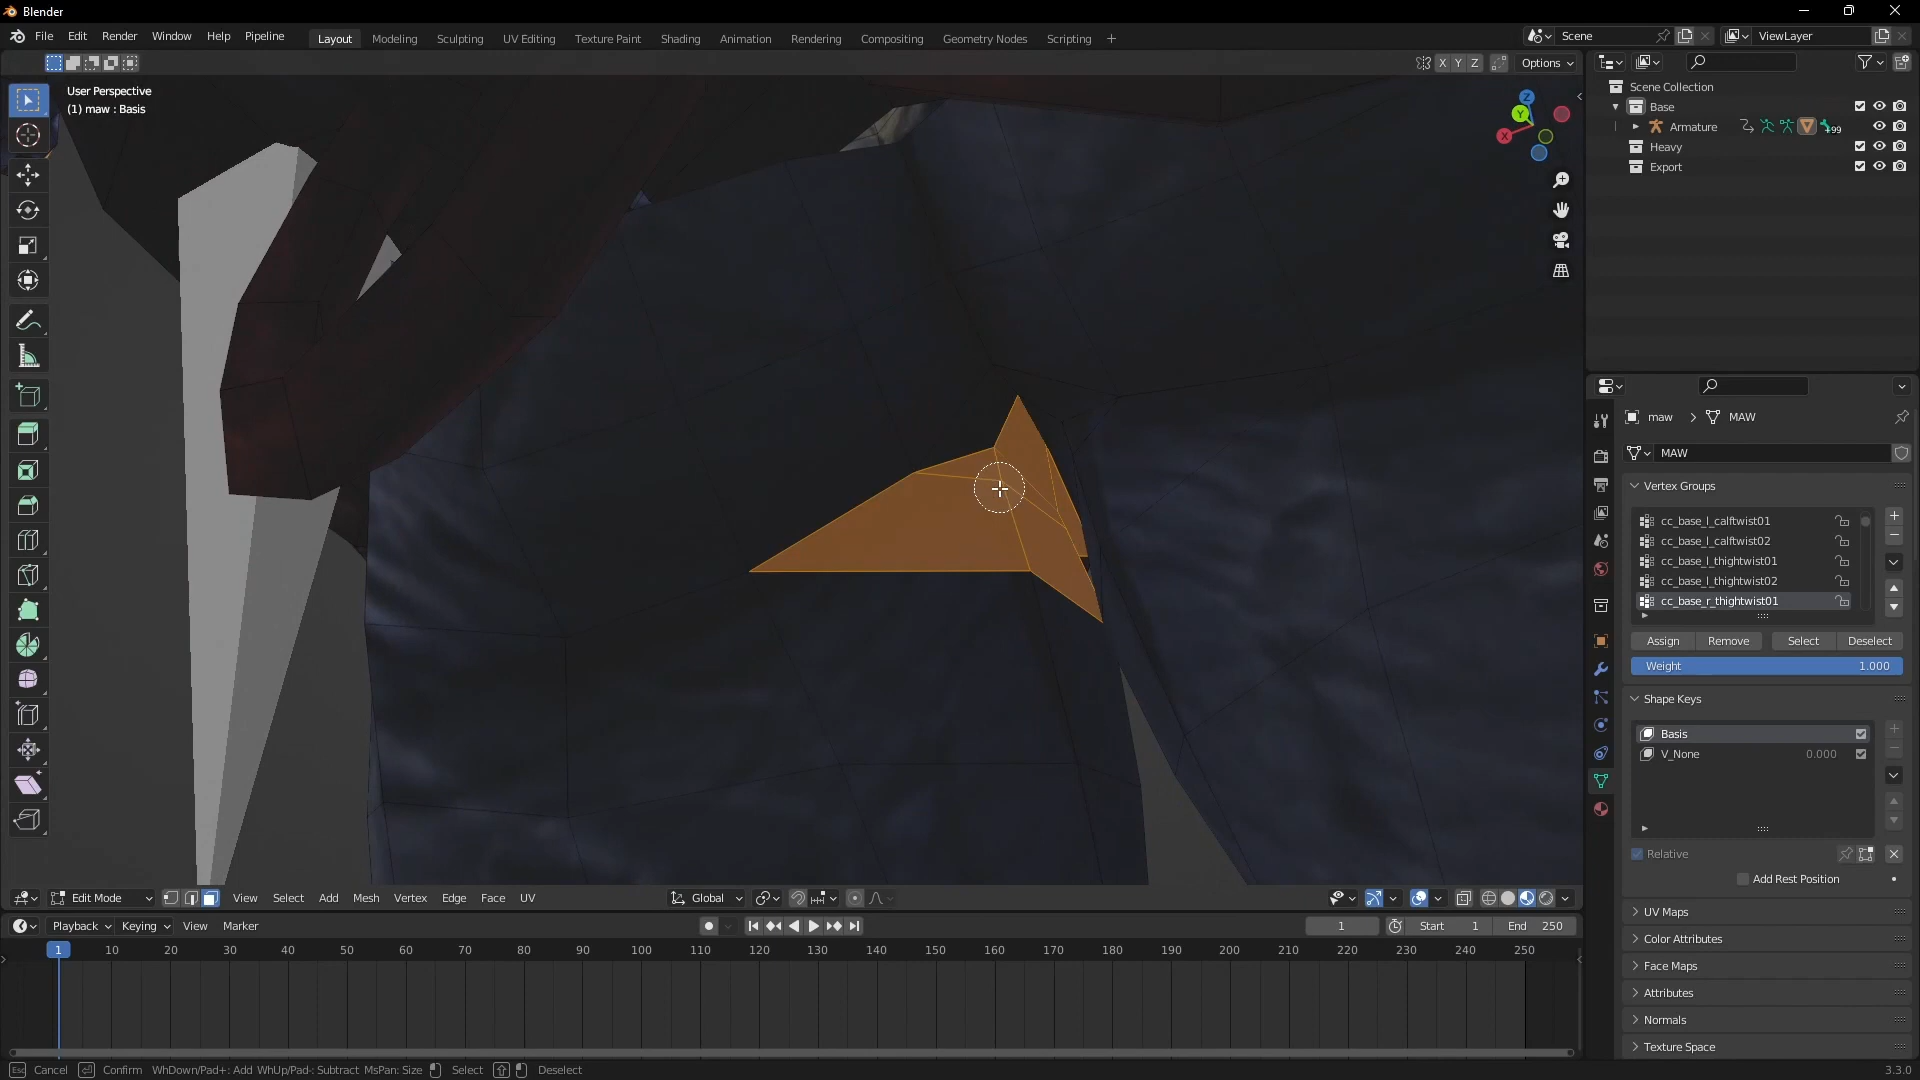 Blender
File Edit Render Window Help Pipeline
Layout Modeling Sculpting UV Editing Texture Paint Shading Animation Rendering Compositing Geometry Nodes Scripting +
Scene
ViewLayer
X Y Z
Options
User Perspective
(1) maw : Basis
Z
Y
X
Scene Collection
Base
Armature
99
Heavy
Export
maw > MAW
MAW
Vertex Groups
cc_base_l_calftwist01
cc_base_l_calftwist02
cc_base_l_thightwist01
cc_base_l_thightwist02
cc_base_r_thightwist01
Assign Remove Select Deselect
Weight 1.000
Shape Keys
Basis
V_None 0.000
Relative
Add Rest Position
UV Maps
Color Attributes
Face Maps
Attributes
Normals
Texture Space
Edit Mode View Select Add Mesh Vertex Edge Face UV
Global
Playback Keying View Marker
1
Start 1 End 250
1 10 20 30 40 50 60 70 80 90 100 110 120 130 140 150 160 170 180 190 200 210 220 230 240 250
Esc Cancel Confirm WhDown/Pad+: Add WhUp/Pad-: Subtract MsPan: Size Select Deselect
3.3.0